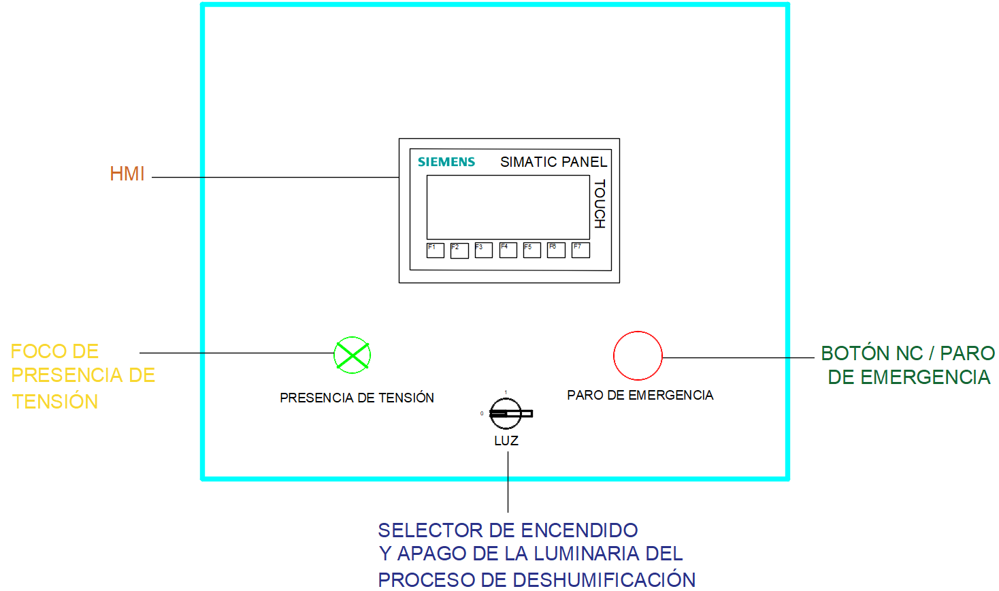 SIEMENS SIMATIC PANEL
TOUCH
HMI
F1 F2 F3 F4 F5 F6 F7
FOCO DE
PRESENCIA DE
TENSIÓN
BOTÓN NC / PARO
DE EMERGENCIA
PRESENCIA DE TENSIÓN
PARO DE EMERGENCIA
1
0
LUZ
SELECTOR DE ENCENDIDO
Y APAGO DE LA LUMINARIA DEL
PROCESO DE DESHUMIFICACIÓN